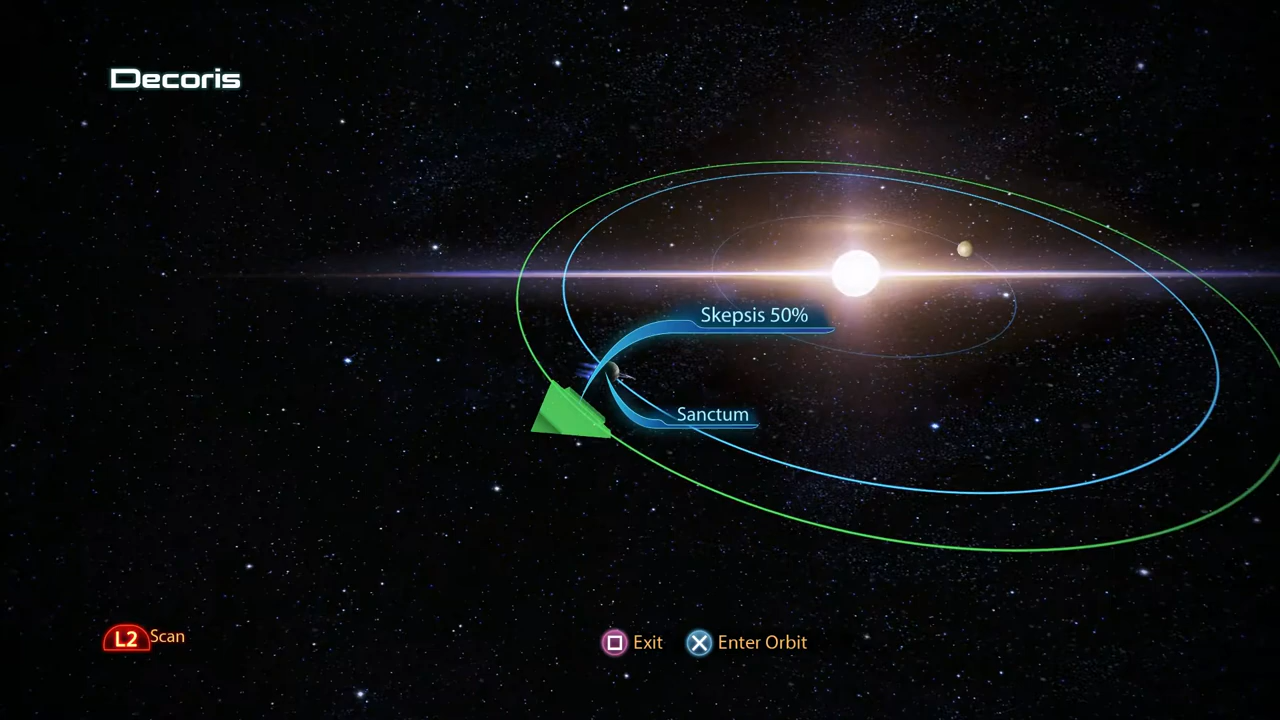 Decoris
Skepsis 50%
Sanctum
L2 Scan
Exit
Enter Orbit